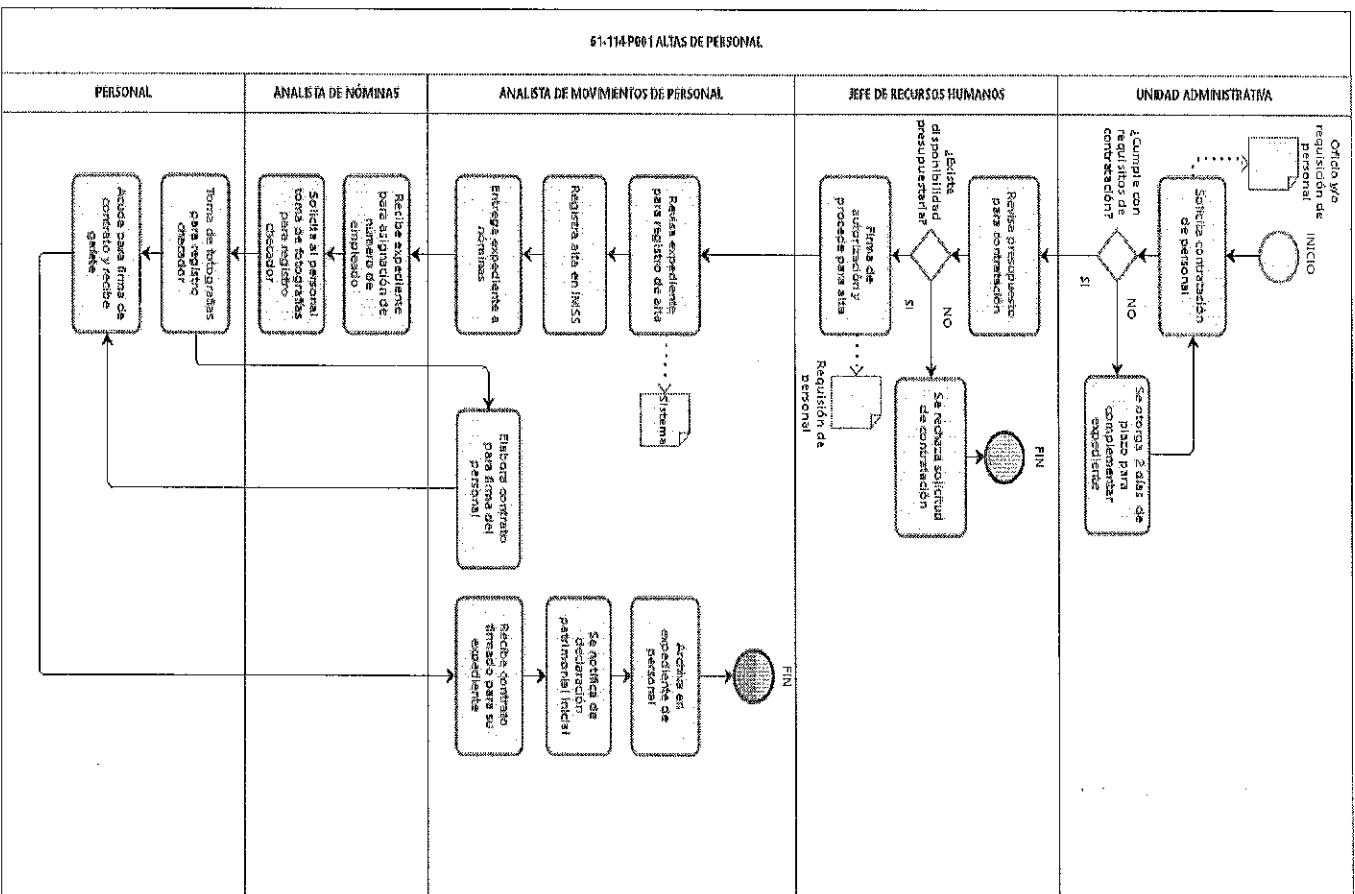 61-114-P001 ALTAS DE PERSONAL
PERSONAL
ANALISTA DE NÓMINAS
ANALISTA DE MOVIMIENTOS DE PERSONAL
JEFE DE RECURSOS HUMANOS
UNIDAD ADMINISTRATIVA
Oficio y/o
requisición de
personal
INICIO
Solicita contratación
de personal
¿Cumple con
requisitos de
contratación?
SI
NO
Se otorga 2 días de
plazo para
complementar
expediente
Revisa presupuesto
para contratación
¿Existe
disponibilidad
presupuestaria?
NO
SI
Se rechaza solicitud
de contratación
FIN
Firma de
autorización y
procede para alta
Requisición de
personal
Revisa expediente
para registro de alta
Sistema
Registra alta en IMSS
Entrega expediente a
nóminas
Recibe expediente
para asignación de
número de
empleado
Solicita al personal
toma de fotografías
para registro
checador
Toma de fotografías
para registro
checador
Elabora contrato
para firma del
personal
Acude para firma de
contrato y recibe
gafete
Recibe contrato
firmado para su
expediente
Se notifica de
declaración
patrimonial inicial
Archiva en
expediente de
personal
FIN